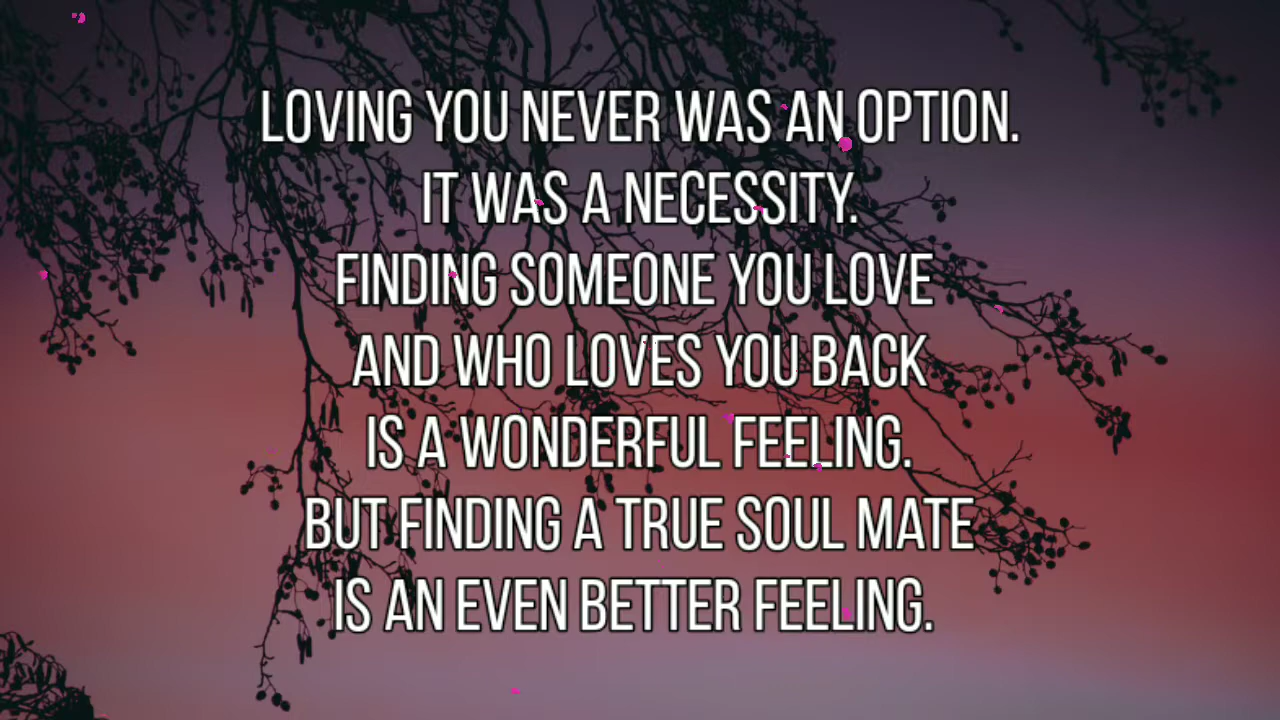 LOVING YOU NEVER WAS AN OPTION.
IT WAS A NECESSITY.
FINDING SOMEONE YOU LOVE
AND WHO LOVES YOU BACK
IS A WONDERFUL FEELING.
BUT FINDING A TRUE SOUL MATE
IS AN EVEN BETTER FEELING.